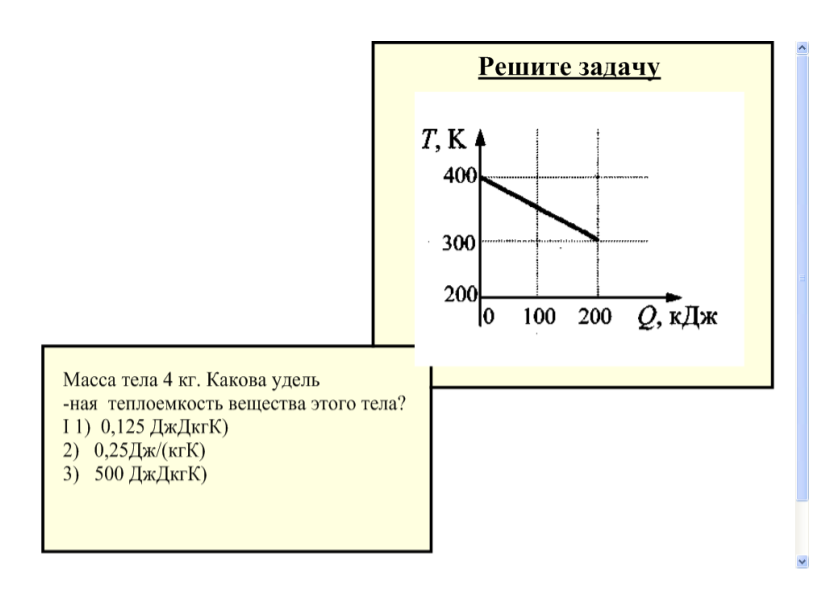 Решите задачу
T, К
400
300
200
0 100 200 Q, кДж
Масса тела 4 кг. Какова удель
-ная теплоемкость вещества этого тела?
I 1) 0,125 ДжДкгК)
2) 0,25Дж/(кгК)
3) 500 ДжДкгК)